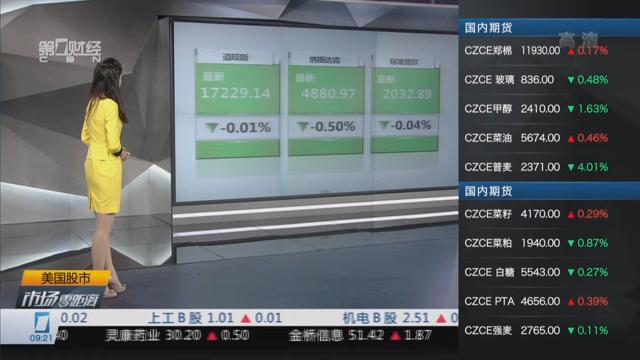 第一财经
CBN
高清
道琼斯
最新
17229.14
▼-0.01%
纳斯达克
最新
4880.97
▼-0.50%
标准普尔
最新
2032.89
▼-0.04%
国内期货
CZCE郑棉 11930.00 ▲0.17%
CZCE 玻璃 836.00 ▼0.48%
CZCE甲醇 2410.00 ▼1.63%
CZCE菜油 5674.00 ▲0.46%
CZCE普麦 2371.00 ▼4.01%
国内期货
CZCE菜籽 4170.00 ▲0.29%
CZCE菜粕 1940.00 ▼0.87%
CZCE 白糖 5543.00 ▼0.27%
CZCE PTA 4656.00 ▲0.39%
CZCE强麦 2765.00 ▼0.11%
美国股市
市场零距离
0.02 上工B股 1.01 ▲0.01 机电B股 2.51 ▲0
09:21 灵康药业 30.20 ▲0.50 金桥信息 51.42 ▲1.87